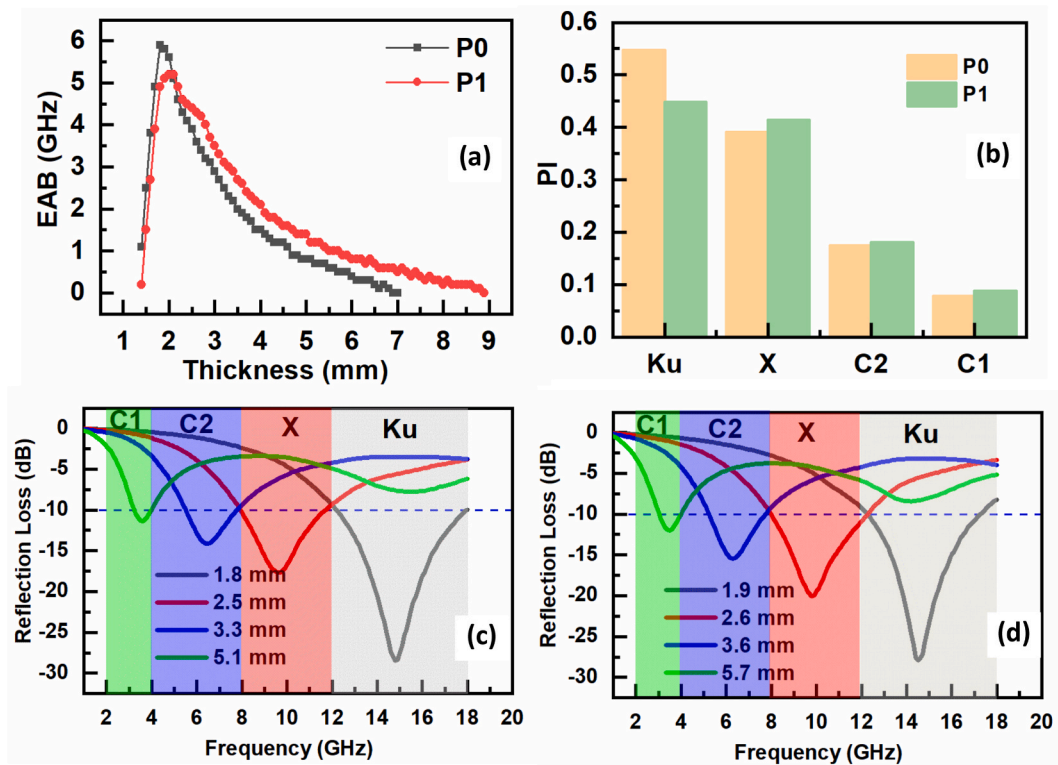 6
5
4
3
2
1
0
EAB (GHz)
P0
P1
(a)
1 2 3 4 5 6 7 8 9
Thickness (mm)
0.6
0.5
0.4
0.3
0.2
0.1
0.0
PI
P0
P1
(b)
Ku X C2 C1
0
-5
-10
-15
-20
-25
-30
Reflection Loss (dB)
C1 C2 X Ku
1.8 mm
2.5 mm
3.3 mm
5.1 mm
(c)
2 4 6 8 10 12 14 16 18 20
Frequency (GHz)
0
-5
-10
-15
-20
-25
-30
Reflection Loss (dB)
C1 C2 X Ku
1.9 mm
2.6 mm
3.6 mm
5.7 mm
(d)
2 4 6 8 10 12 14 16 18 20
Frequency (GHz)